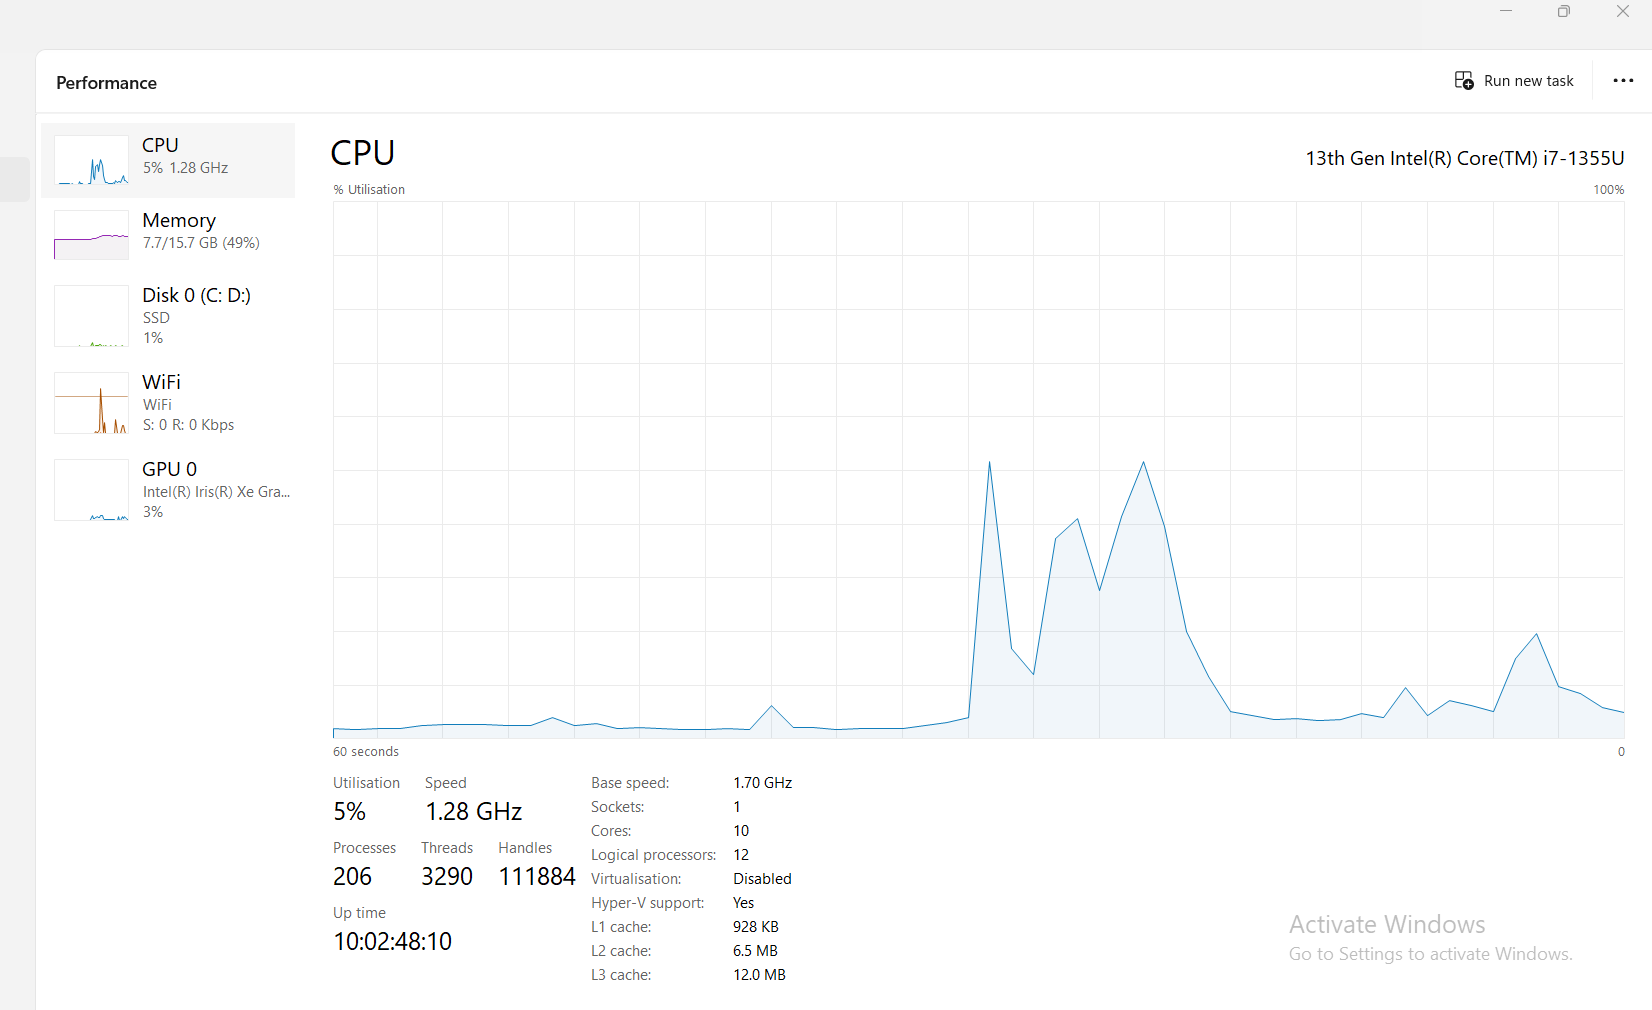 Performance
Run new task
CPU
5% 1.28 GHz
Memory
7.7/15.7 GB (49%)
Disk 0 (C: D:)
SSD
1%
WiFi
WiFi
S: 0 R: 0 Kbps
GPU 0
Intel(R) Iris(R) Xe Gra...
3%
CPU
13th Gen Intel(R) Core(TM) i7-1355U
% Utilisation
100%
60 seconds
0
Utilisation
Speed
5%
1.28 GHz
Processes
Threads
Handles
206
3290
111884
Up time
10:02:48:10
Base speed: 1.70 GHz
Sockets: 1
Cores: 10
Logical processors: 12
Virtualisation: Disabled
Hyper-V support: Yes
L1 cache: 928 KB
L2 cache: 6.5 MB
L3 cache: 12.0 MB
Activate Windows
Go to Settings to activate Windows.